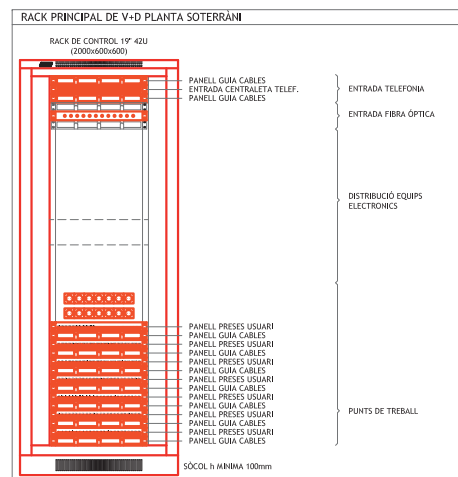 RACK PRINCIPAL DE V+D PLANTA SOTERRÀNI
RACK DE CONTROL 19" 42U
(2000x600x600)
PANELL GUIA CABLES
ENTRADA CENTRALETA TELEF.
PANELL GUIA CABLES
ENTRADA TELEFONIA
ENTRADA FIBRA ÓPTICA
DISTRIBUCIÓ EQUIPS
ELECTRONICS
PANELL PRESES USUARI
PANELL GUIA CABLES
PANELL PRESES USUARI
PANELL GUIA CABLES
PANELL PRESES USUARI
PANELL GUIA CABLES
PANELL PRESES USUARI
PANELL GUIA CABLES
PANELL PRESES USUARI
PANELL GUIA CABLES
PANELL PRESES USUARI
PANELL GUIA CABLES
PANELL PRESES USUARI
PANELL GUIA CABLES
PUNTS DE TREBALL
SÒCOL h MINIMA 100mm